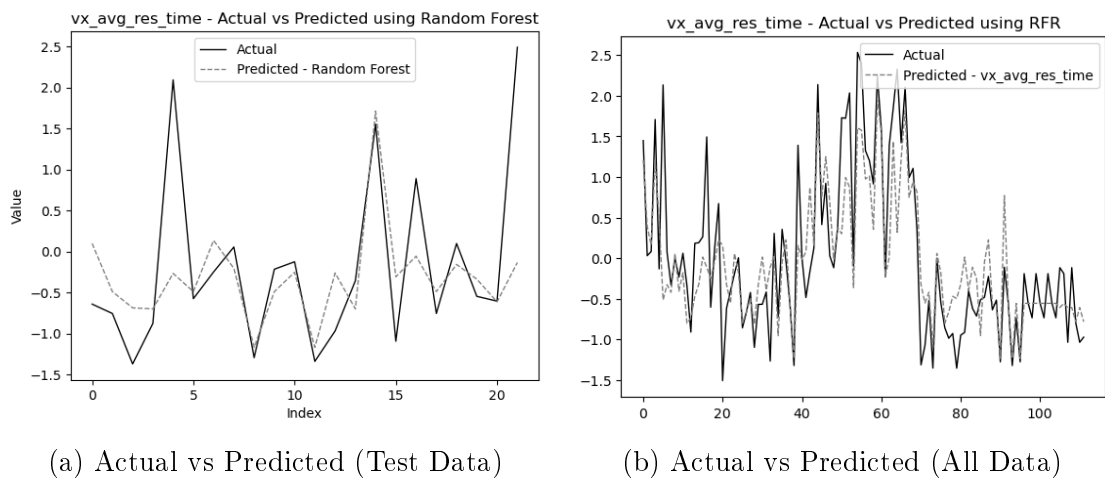 vx_avg_res_time - Actual vs Predicted using Random Forest
Actual
Predicted - Random Forest
2.5
2.0
1.5
1.0
0.5
0.0
−0.5
−1.0
−1.5
Value
0
5
10
15
20
Index
(a) Actual vs Predicted (Test Data)
vx_avg_res_time - Actual vs Predicted using RFR
Actual
Predicted - vx_avg_res_time
2.5
2.0
1.5
1.0
0.5
0.0
−0.5
−1.0
−1.5
0
20
40
60
80
100
(b) Actual vs Predicted (All Data)